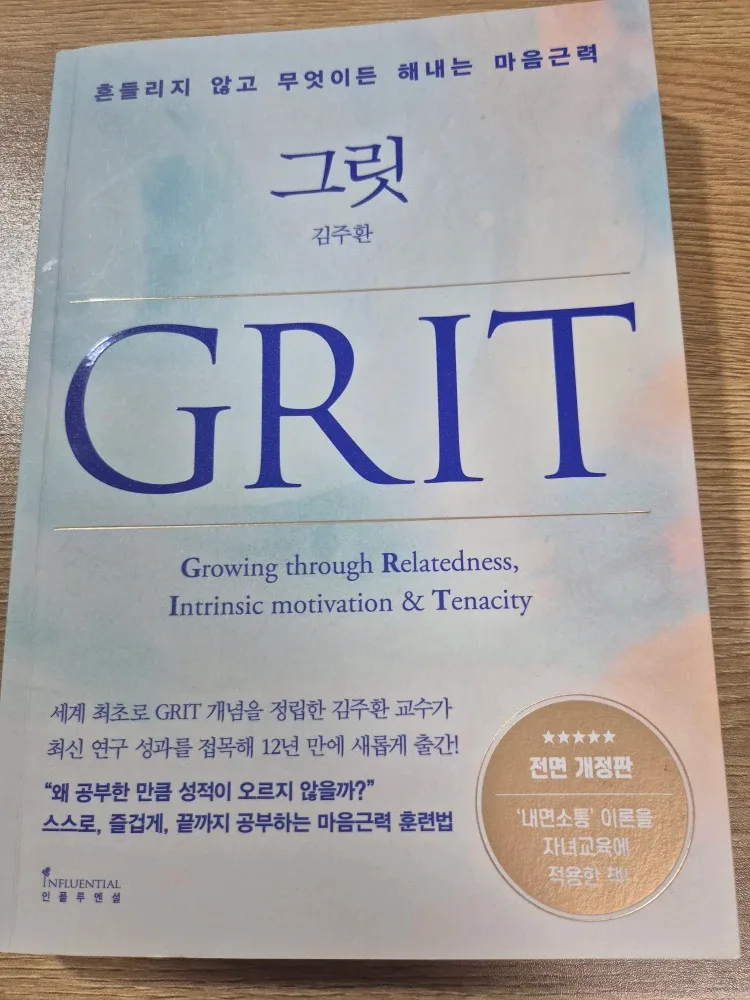 흔들리지 않고 무엇이든 해내는 마음근력
그릿
김주환
GRIT
Growing through Relatedness,
Intrinsic motivation & Tenacity
세계 최초로 GRIT 개념을 정립한 김주환 교수가
최신 연구 성과를 접목해 12년 만에 새롭게 출간!
“왜 공부한 만큼 성적이 오르지 않을까?”
스스로, 즐겁게, 끝까지 공부하는 마음근력 훈련법
INFLUENTIAL
인플루엔셜
★★★★★
전면 개정판
‘내면소통’ 이론을
자녀교육에
적용한 책!